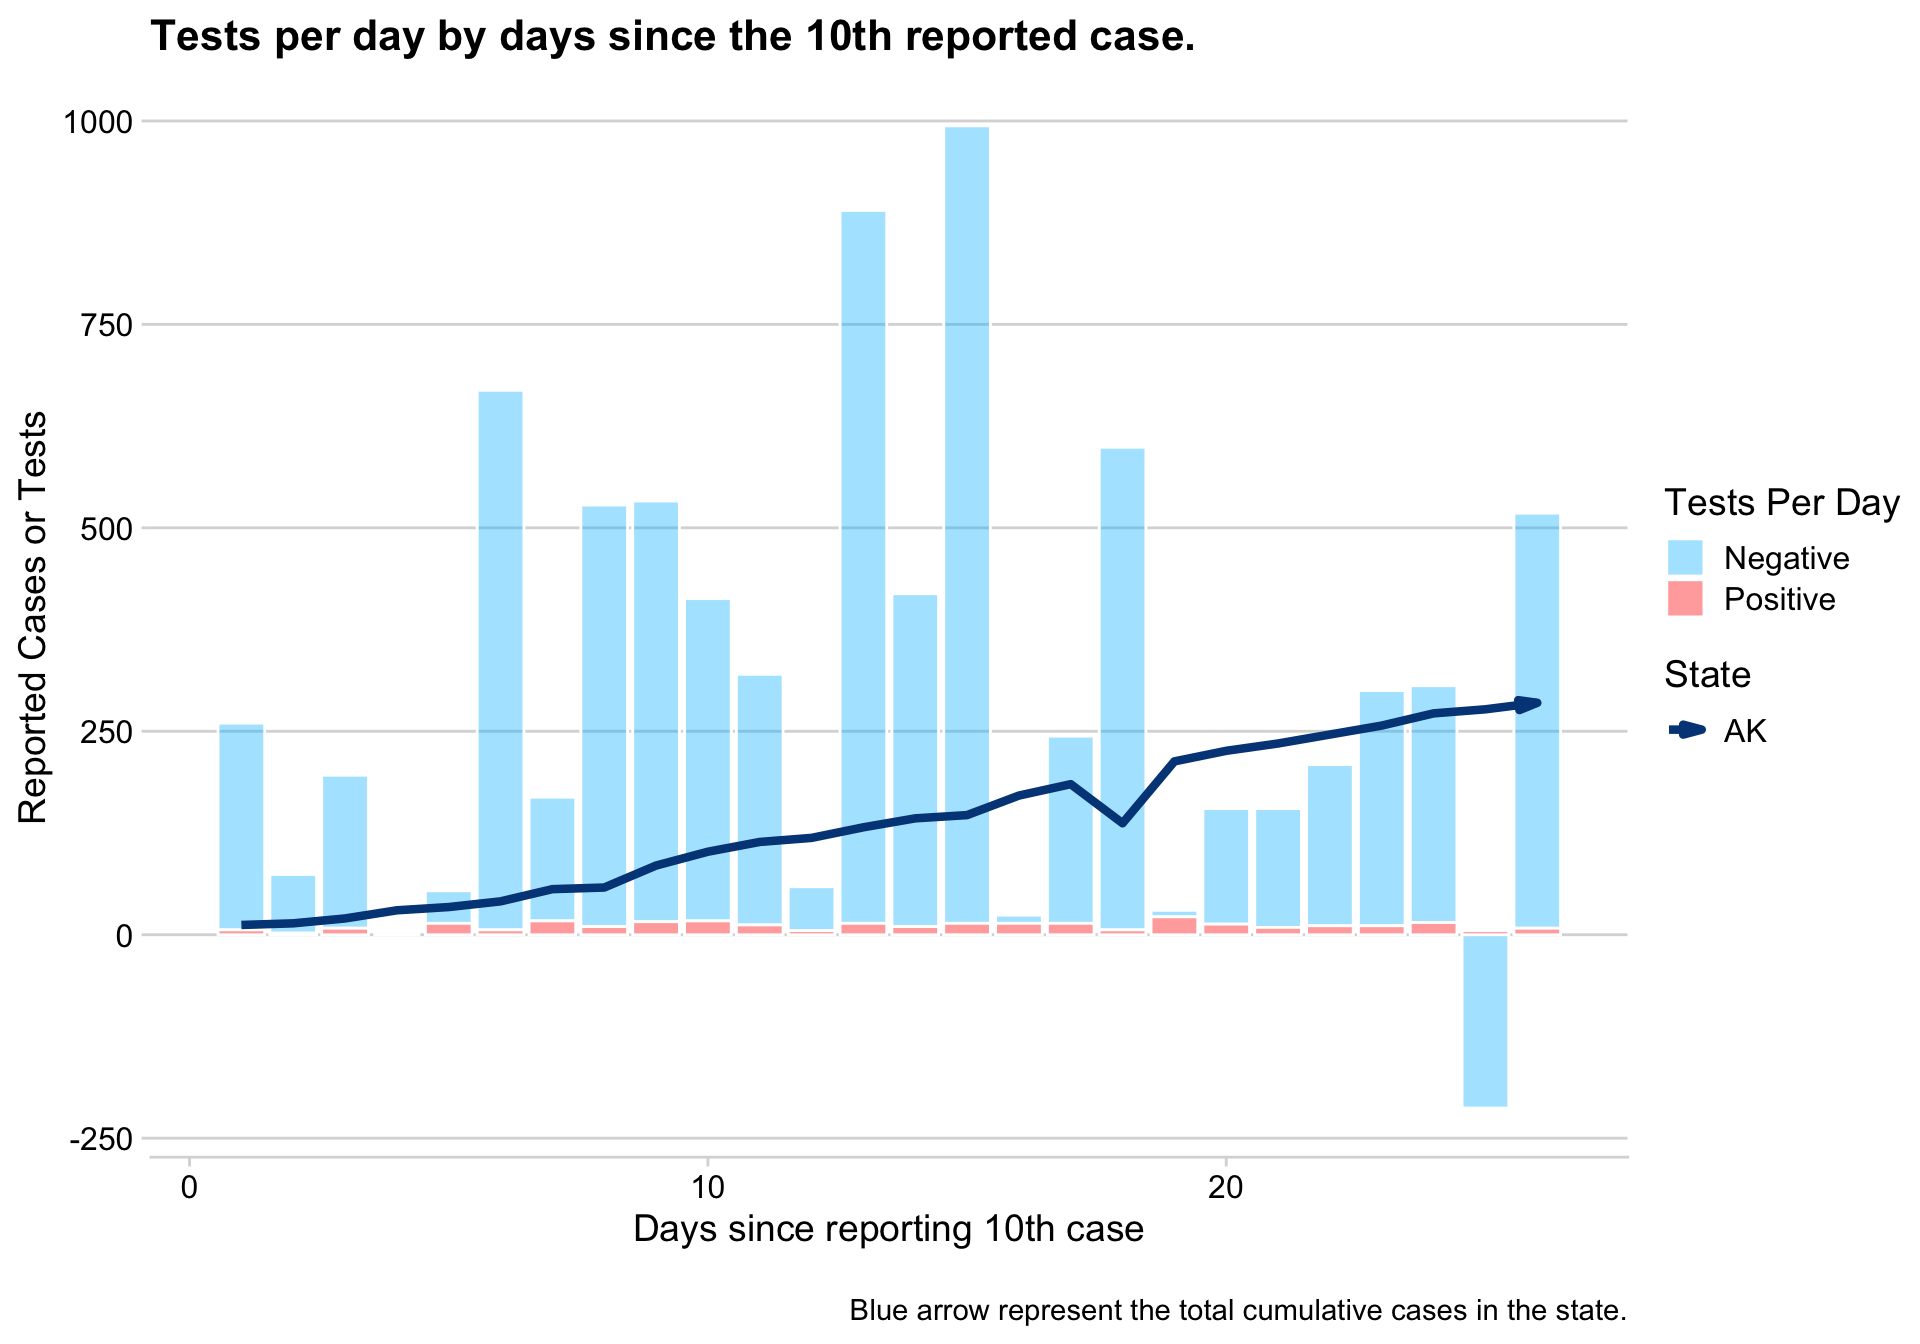 Tests per day by days since the 10th reported case.
1000
750
500
250
0
-250
Reported Cases or Tests
0
10
20
Days since reporting 10th case
Tests Per Day
Negative
Positive
State
AK
Blue arrow represent the total cumulative cases in the state.